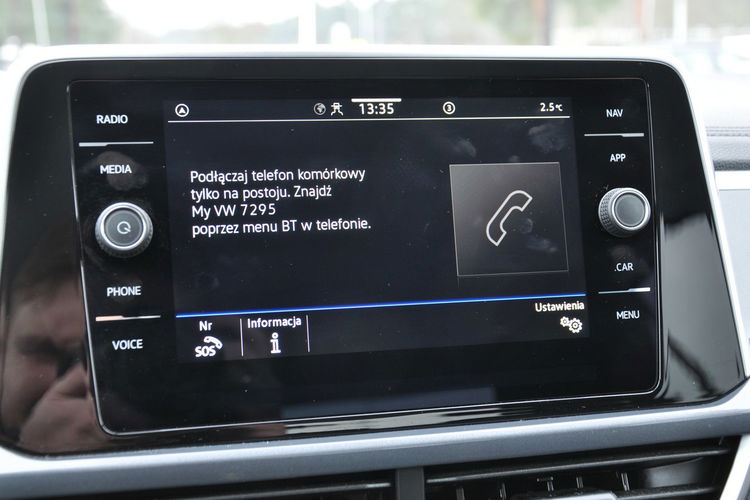 RADIO
MEDIA
PHONE
VOICE
13:35
3
2.5°C
Podłączaj telefon komórkowy
tylko na postoju. Znajdź
My VW 7295
poprzez menu BT w telefonie.
Nr
SOS
Informacja
i
Ustawienia
NAV
APP
.CAR
MENU